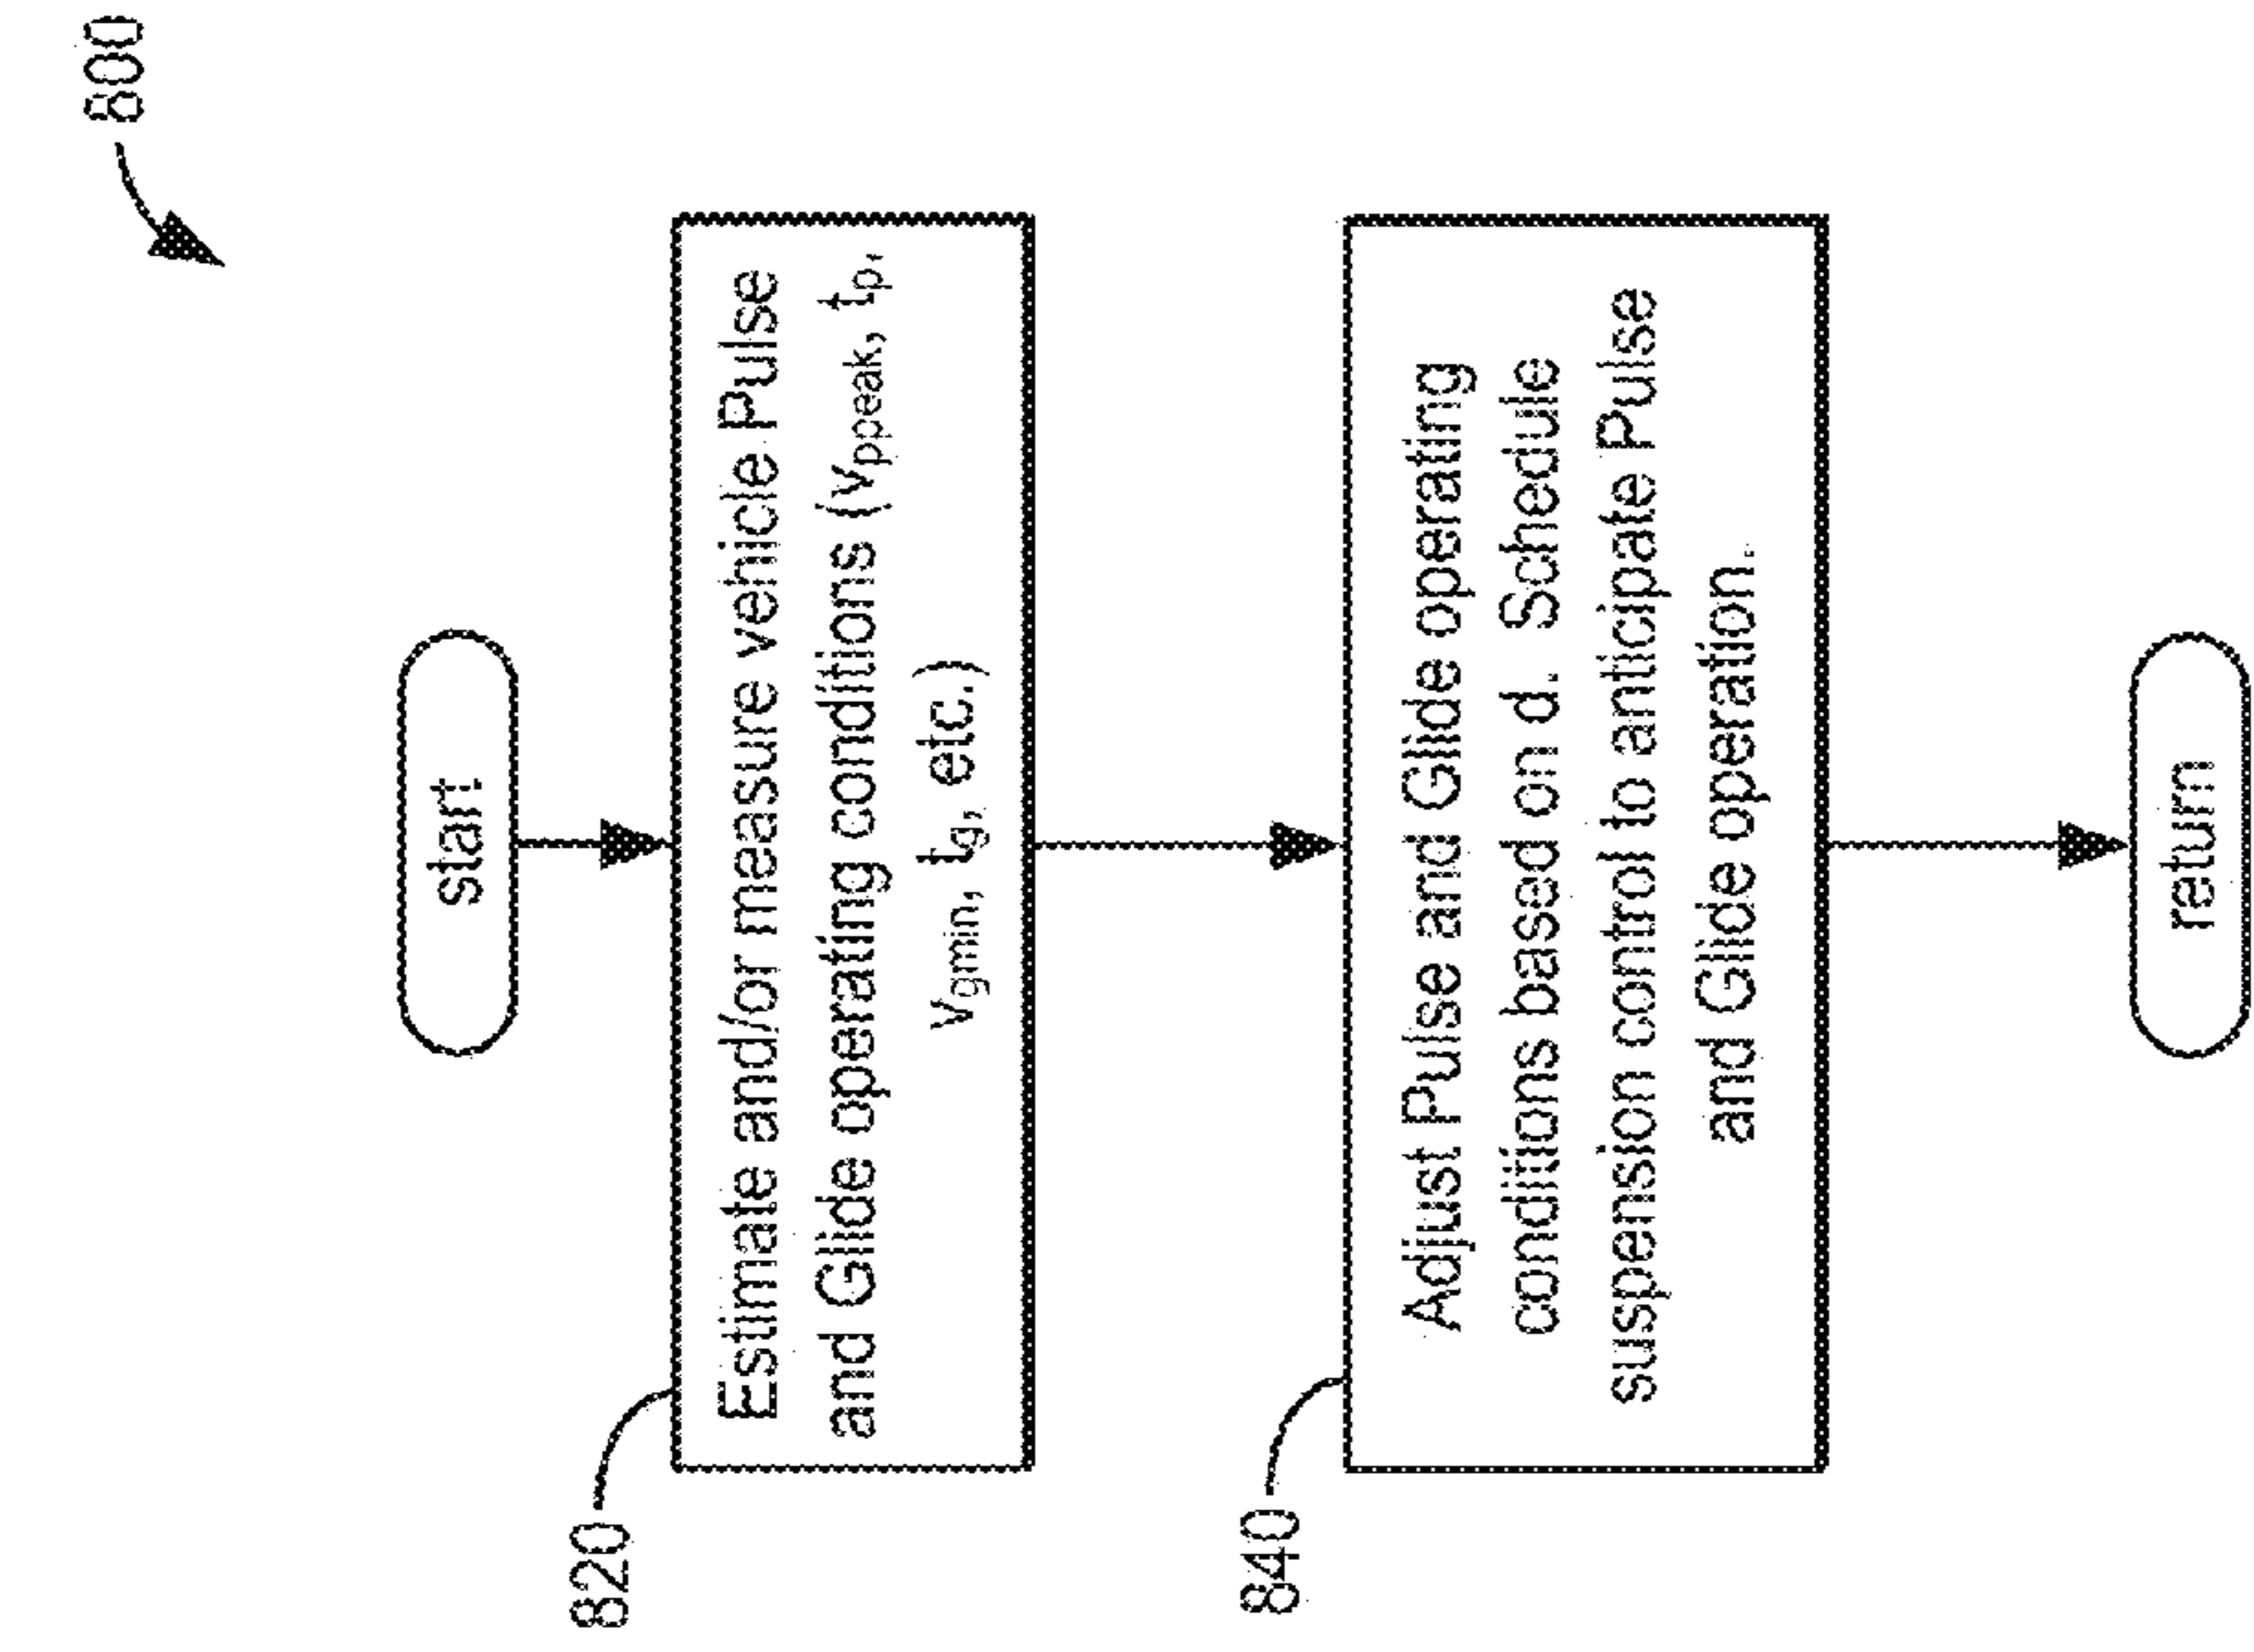 800
start
820
Estimate and/or measure vehicle Pulse
and Glide operating conditions (vppeak, tp,
vgmin, tg, etc.)
840
Adjust Pulse and Glide operating
conditions based on d. Schedule
suspension control to anticipate Pulse
and Glide operation.
return